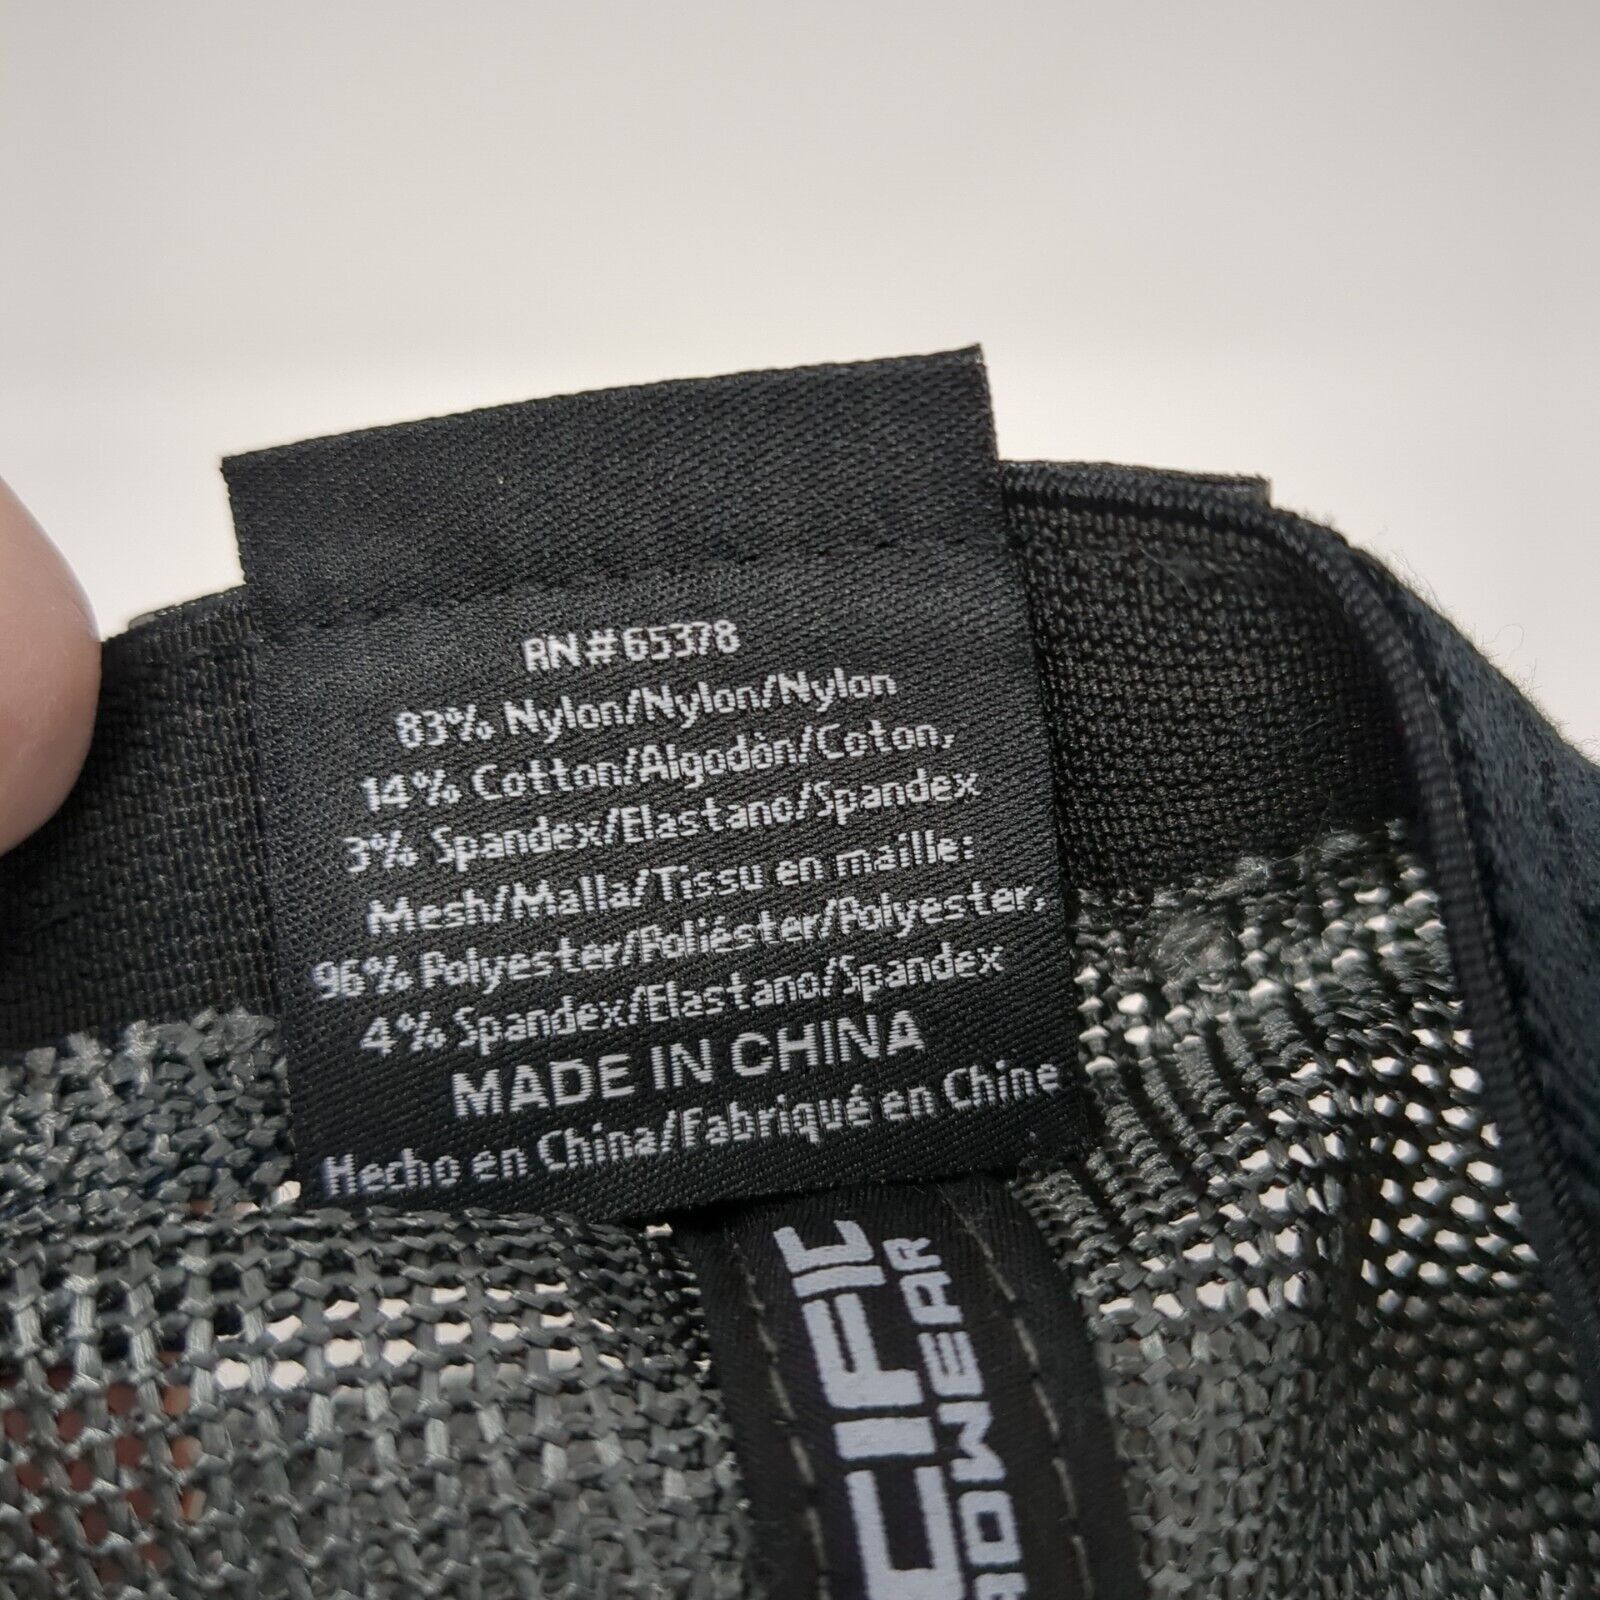 RN#65378
83% Nylon/Nylon/Nylon
14% Cotton/Algodòn/Coton,
3% Spandex/Elastano/Spandex
Mesh/Malla/Tissu en maille:
96% Polyester/Poliéster/Polyester,
4% Spandex/Elastano/Spandex
MADE IN CHINA
Hecho en China/Fabriqué en Chine
CIFIC